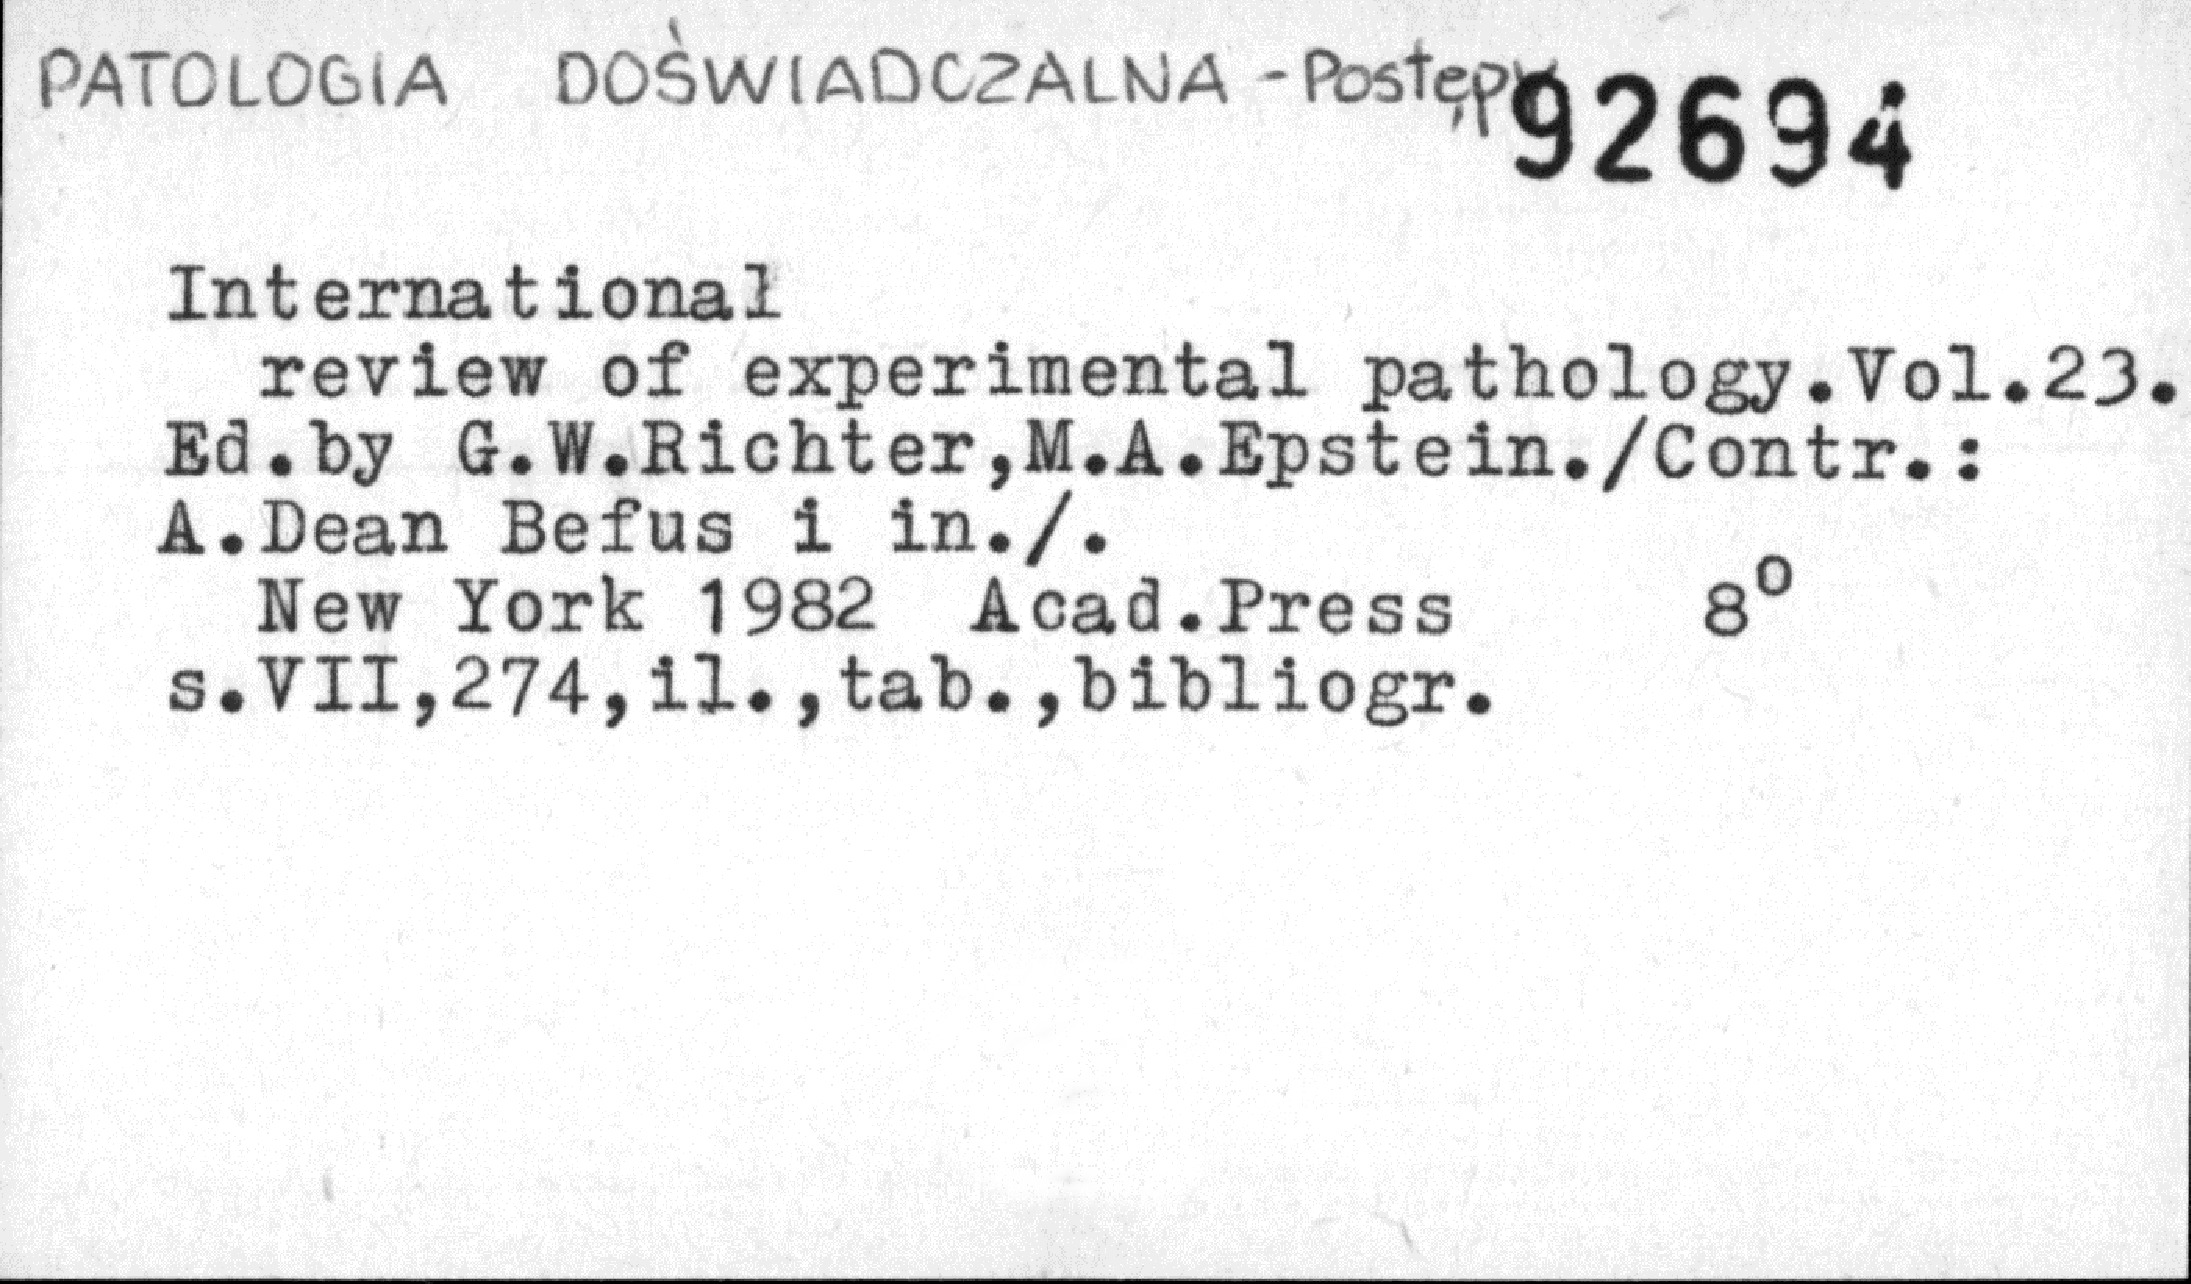 PATOLOGIA DOŚWIADCZALNA - Postępy 92694
International
review of experimental pathology.Vol.23.
Ed.by G.W.Richter,M.A.Epstein./Contr.:
A.Dean Befus i in./.
New York 1982 Acad.Press 8°
s.VII,274,il.,tab.,bibliogr.